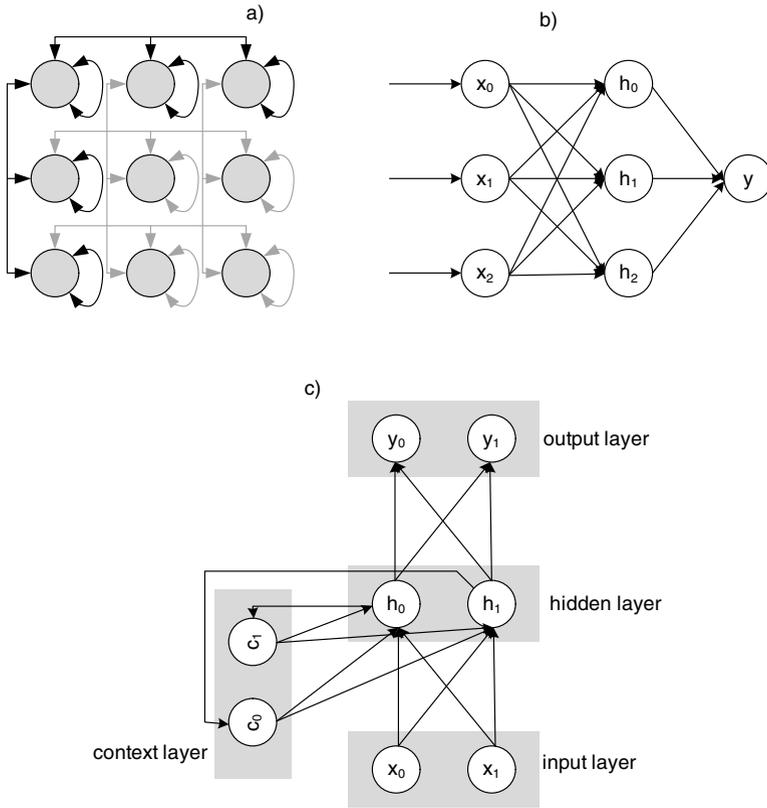 a)
b)
x₀
h₀
x₁
h₁
y
x₂
h₂
c)
y₀
y₁
output layer
h₀
h₁
hidden layer
c₁
c₀
context layer
x₀
x₁
input layer